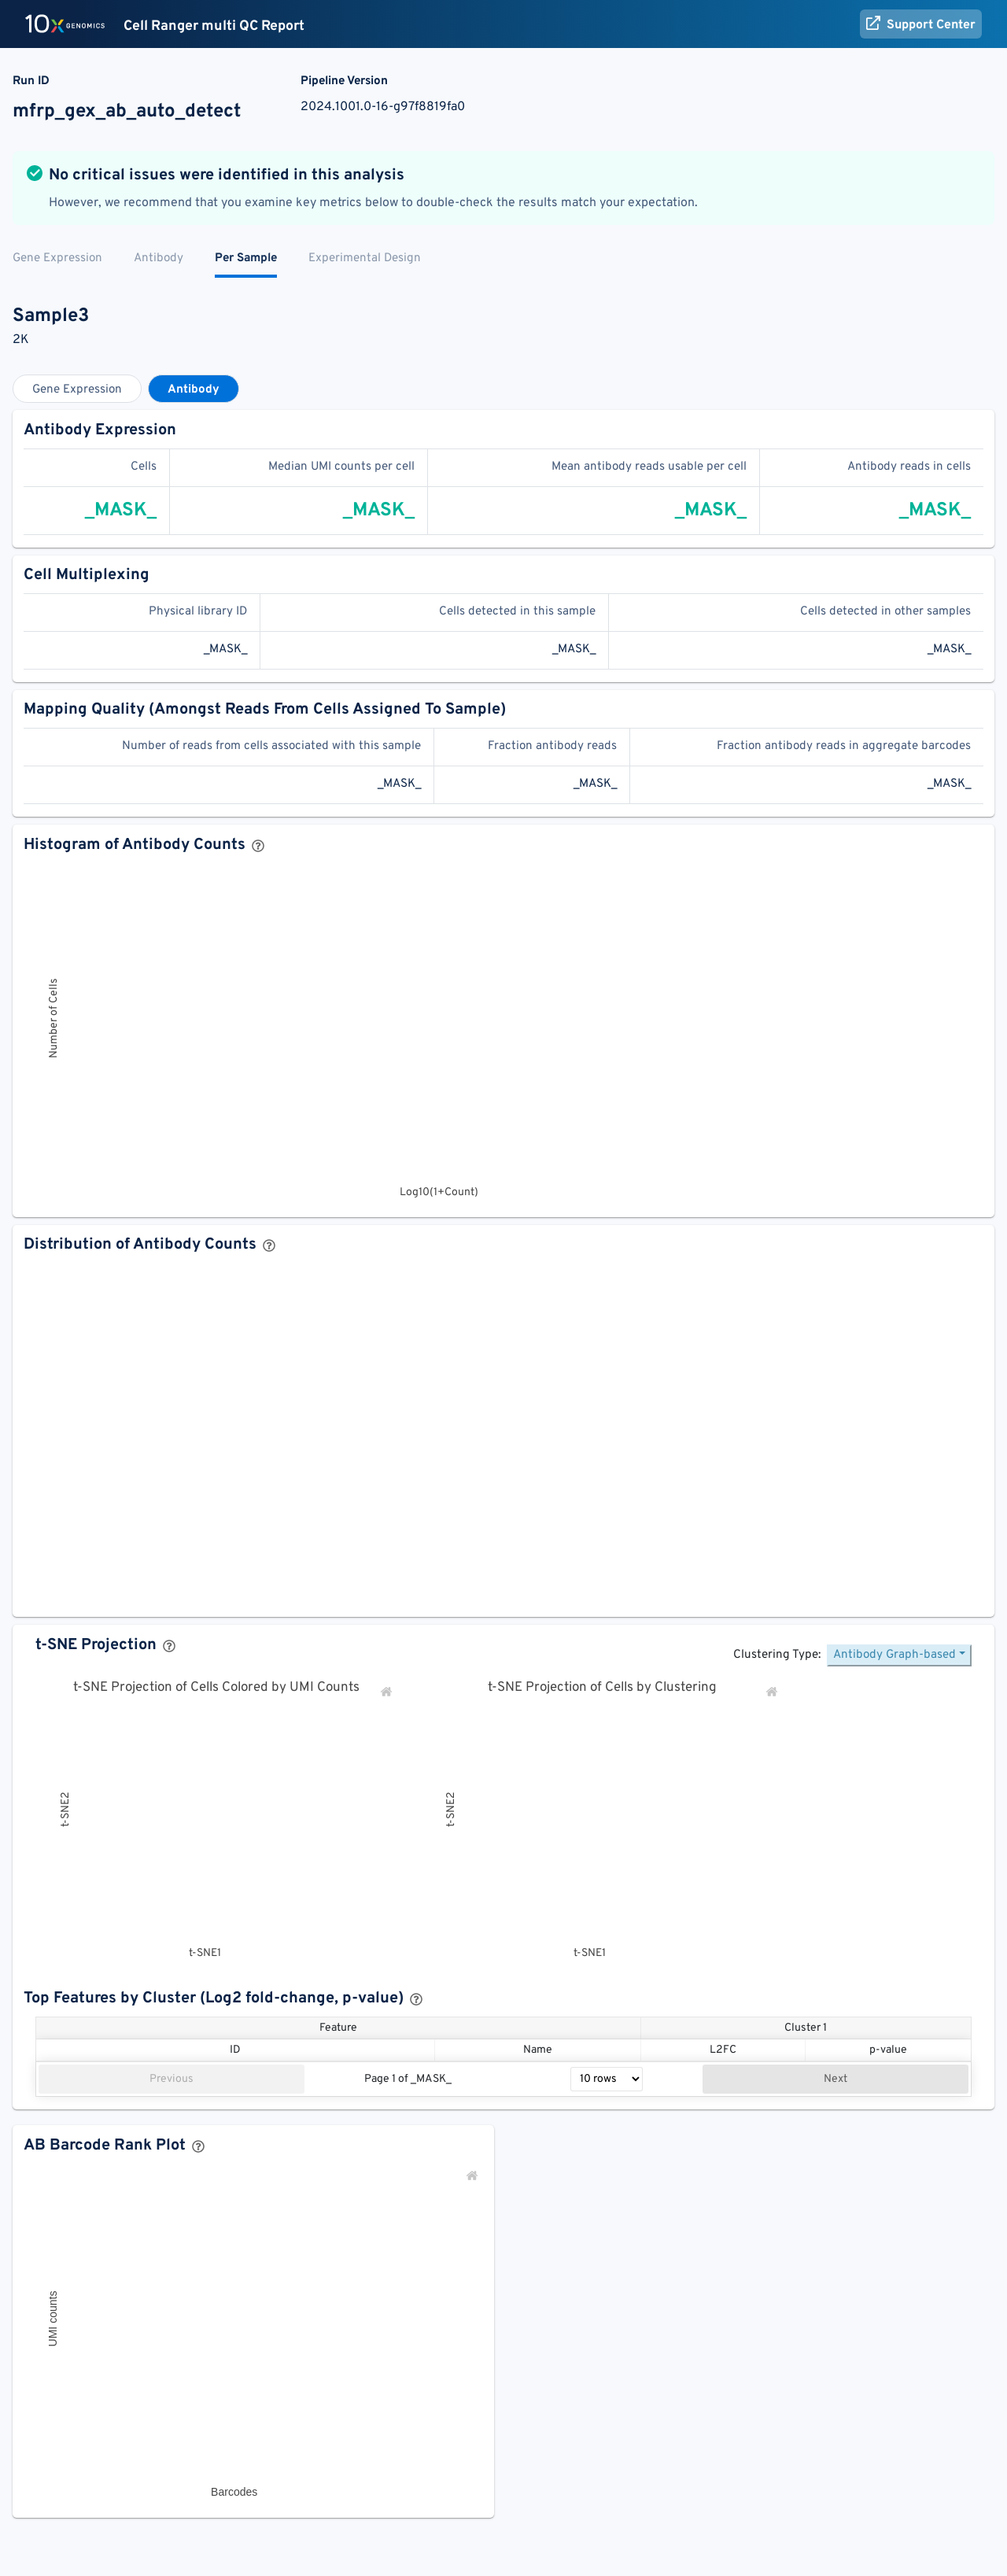 10x GENOMICS Cell Ranger multi QC Report Support Center
Run ID Pipeline Version
mfrp_gex_ab_auto_detect 2024.1001.0-16-g97f8819fa0
No critical issues were identified in this analysis
However, we recommend that you examine key metrics below to double-check the results match your expectation.
Gene Expression Antibody Per Sample Experimental Design
Sample3
2K
Gene Expression Antibody
Antibody Expression
Cells Median UMI counts per cell Mean antibody reads usable per cell Antibody reads in cells
_MASK_ _MASK_ _MASK_ _MASK_
Cell Multiplexing
Physical library ID Cells detected in this sample Cells detected in other samples
_MASK_ _MASK_ _MASK_
Mapping Quality (Amongst Reads From Cells Assigned To Sample)
Number of reads from cells associated with this sample Fraction antibody reads Fraction antibody reads in aggregate barcodes
_MASK_ _MASK_ _MASK_
Histogram of Antibody Counts ?
Number of Cells
Log10(1+Count)
Distribution of Antibody Counts ?
t-SNE Projection ?
Clustering Type: Antibody Graph-based
t-SNE Projection of Cells Colored by UMI Counts t-SNE Projection of Cells by Clustering
t-SNE2 t-SNE2
t-SNE1 t-SNE1
Top Features by Cluster (Log2 fold-change, p-value) ?
Feature Cluster 1
ID Name L2FC p-value
Previous Page 1 of _MASK_ 10 rows Next
AB Barcode Rank Plot ?
UMI counts
Barcodes